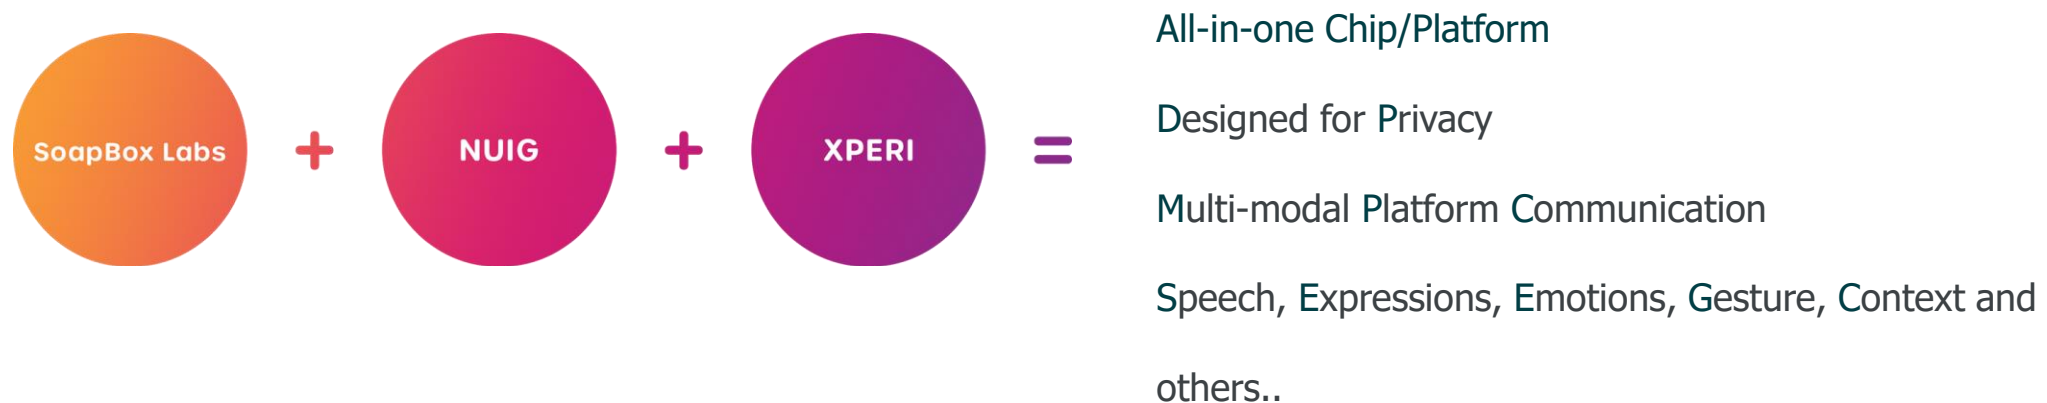 SoapBox Labs + NUIG + XPERI =
All-in-one Chip/Platform
Designed for Privacy
Multi-modal Platform Communication
Speech, Expressions, Emotions, Gesture, Context and
others..